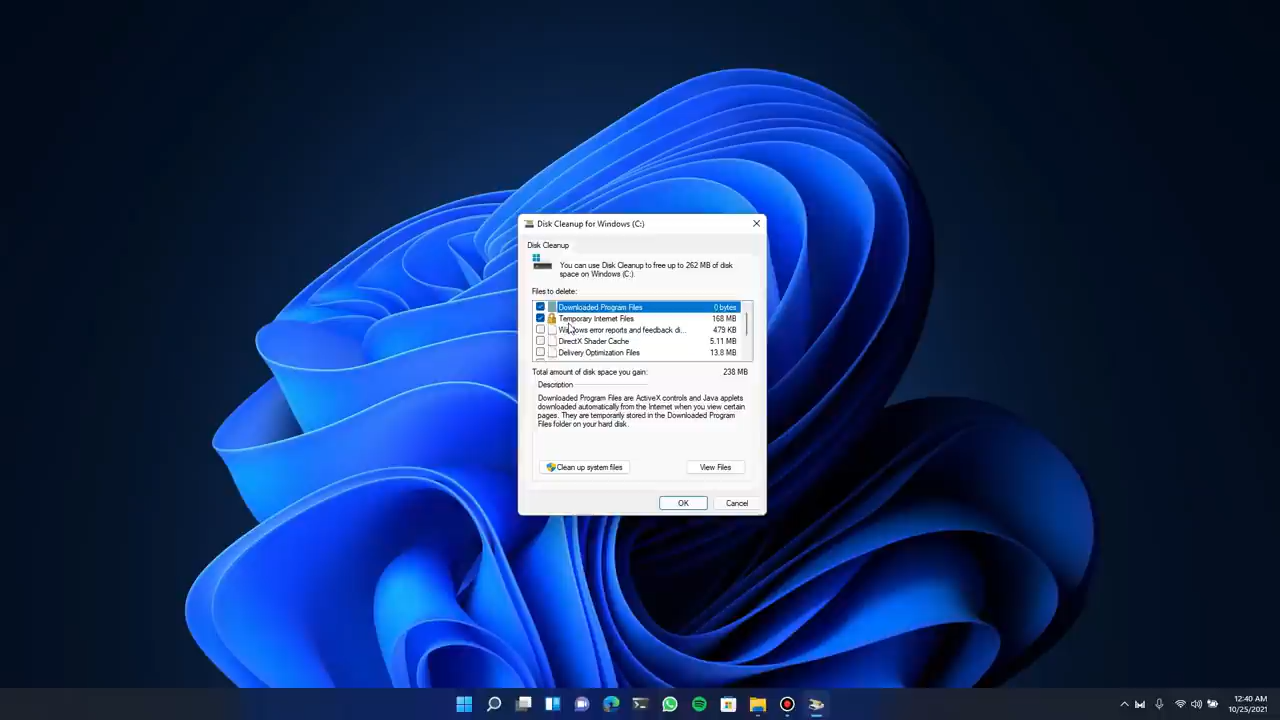 Disk Cleanup for Windows (C:)
Disk Cleanup
You can use Disk Cleanup to free up to 262 MB of disk
space on Windows (C:).
Files to delete:
Downloaded Program Files 0 bytes
Temporary Internet Files 168 MB
Windows error reports and feedback di... 479 KB
DirectX Shader Cache 5.11 MB
Delivery Optimization Files 13.8 MB
Total amount of disk space you gain: 238 MB
Description
Downloaded Program Files are ActiveX controls and Java applets
downloaded automatically from the Internet when you view certain
pages. They are temporarily stored in the Downloaded Program
Files folder on your hard disk.
Clean up system files
View Files
OK
Cancel
12:40 AM
10/25/2021